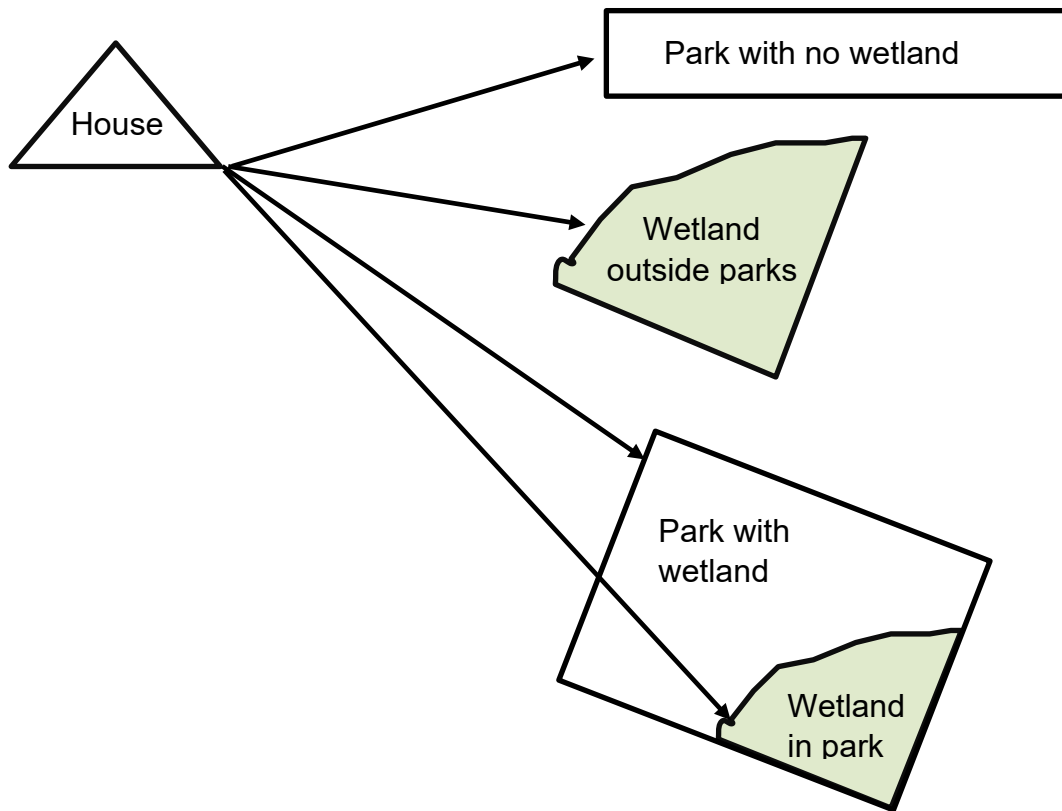 Park with no wetland
House
Wetland
outside parks
Park with
wetland
Wetland
in park